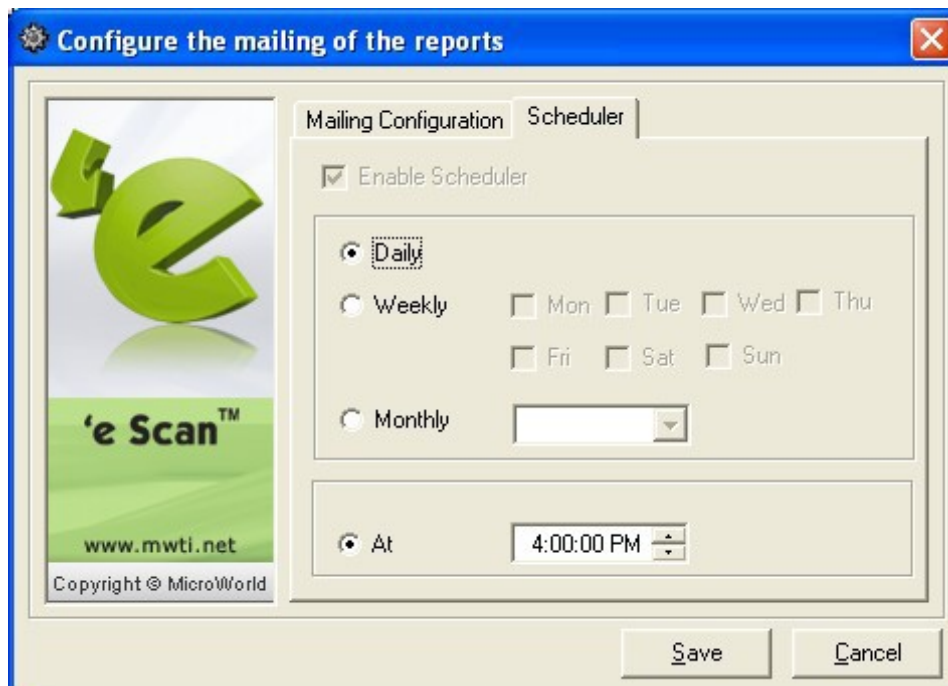 Configure the mailing of the reports
Mailing Configuration Scheduler
Enable Scheduler
Daily
Weekly Mon Tue Wed Thu
Fri Sat Sun
Monthly
At 4:00:00 PM
‘e Scan™
www.mwti.net
Copyright © MicroWorld
Save Cancel